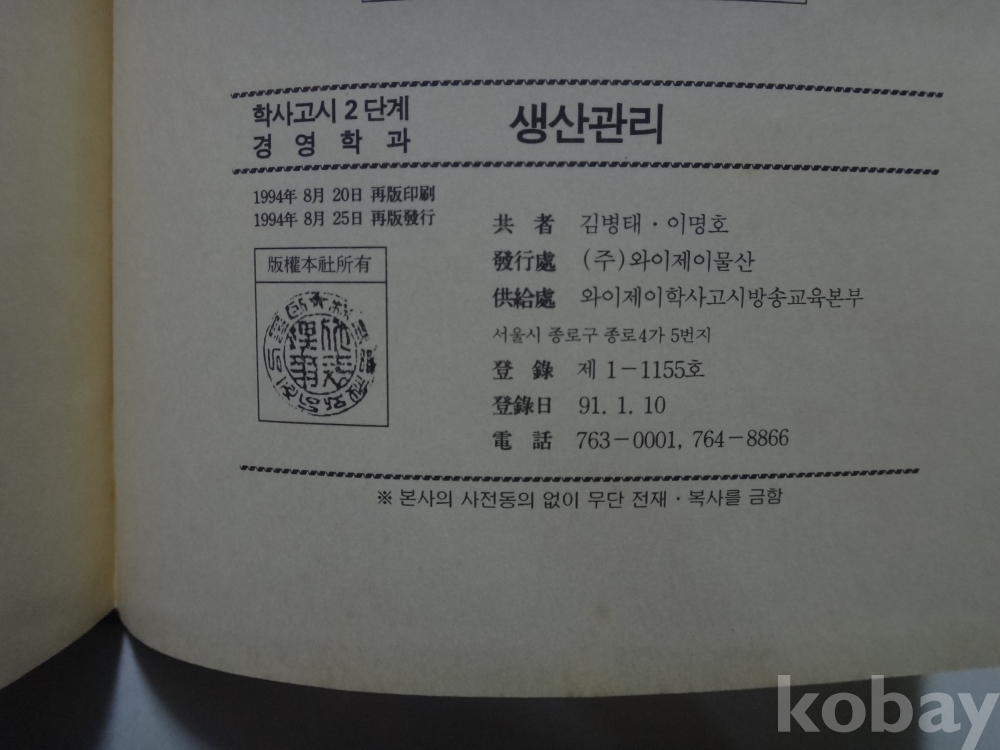 학사고시 2 단계
경 영 학 과
생산관리
1994年 8月 20日 再版印刷
1994年 8月 25日 再版發行
版權本社所有
共 者 김병태·이명호
發行處 (주)와이제이물산
供給處 와이제이학사고시방송교육본부
서울시 종로구 종로4가 5번지
登 錄 제 1-1155호
登錄日 91. 1. 10
電 話 763-0001, 764-8866
※ 본사의 사전동의 없이 무단 전재·복사를 금함
kobay